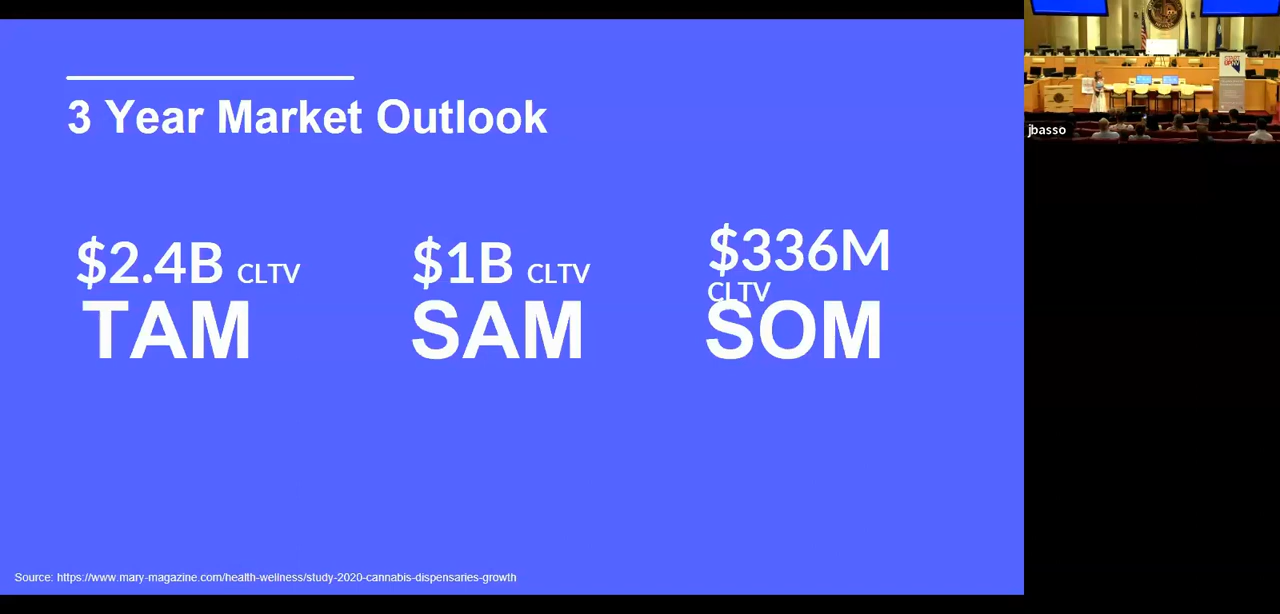 3 Year Market Outlook
$2.4B CLTV
TAM
$1B CLTV
SAM
$336M
CLTV
SOM
Source: https://www.mary-magazine.com/health-wellness/study-2020-cannabis-dispensaries-growth
jbasso